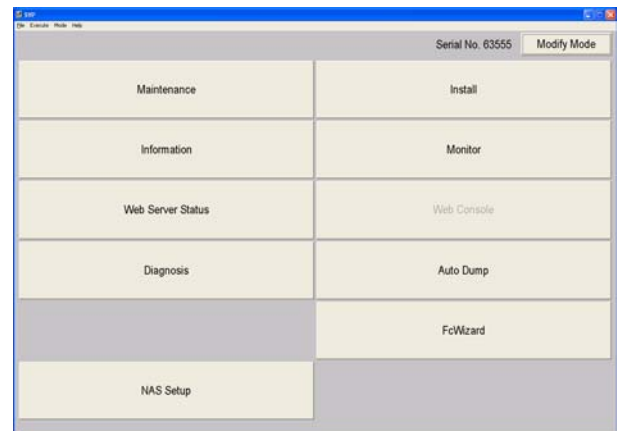 SVP
File Execute Mode Help
Serial No. 63555 Modify Mode
Maintenance Install
Information Monitor
Web Server Status Web Console
Diagnosis Auto Dump
FcWizard
NAS Setup